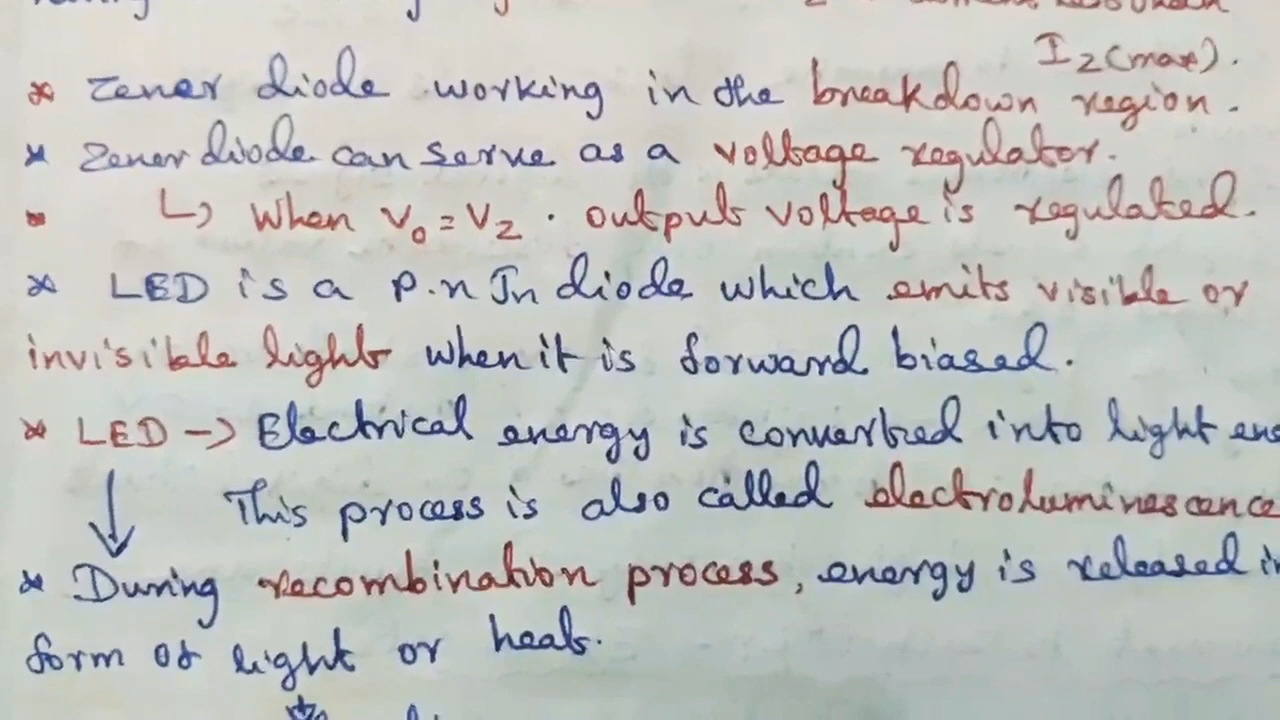 I Z(max).
* Zener diode working in the breakdown region.
* Zener diode can serve as a voltage regulator.
↳ When V₀ = V_Z . output voltage is regulated.
* LED is a P.n Jn diode which emits visible or
invisible light when it is forward biased.
* LED -> Electrical energy is converted into light ene
This process is also called electroluminescence
* During recombination process, energy is released in
form of light or heat.